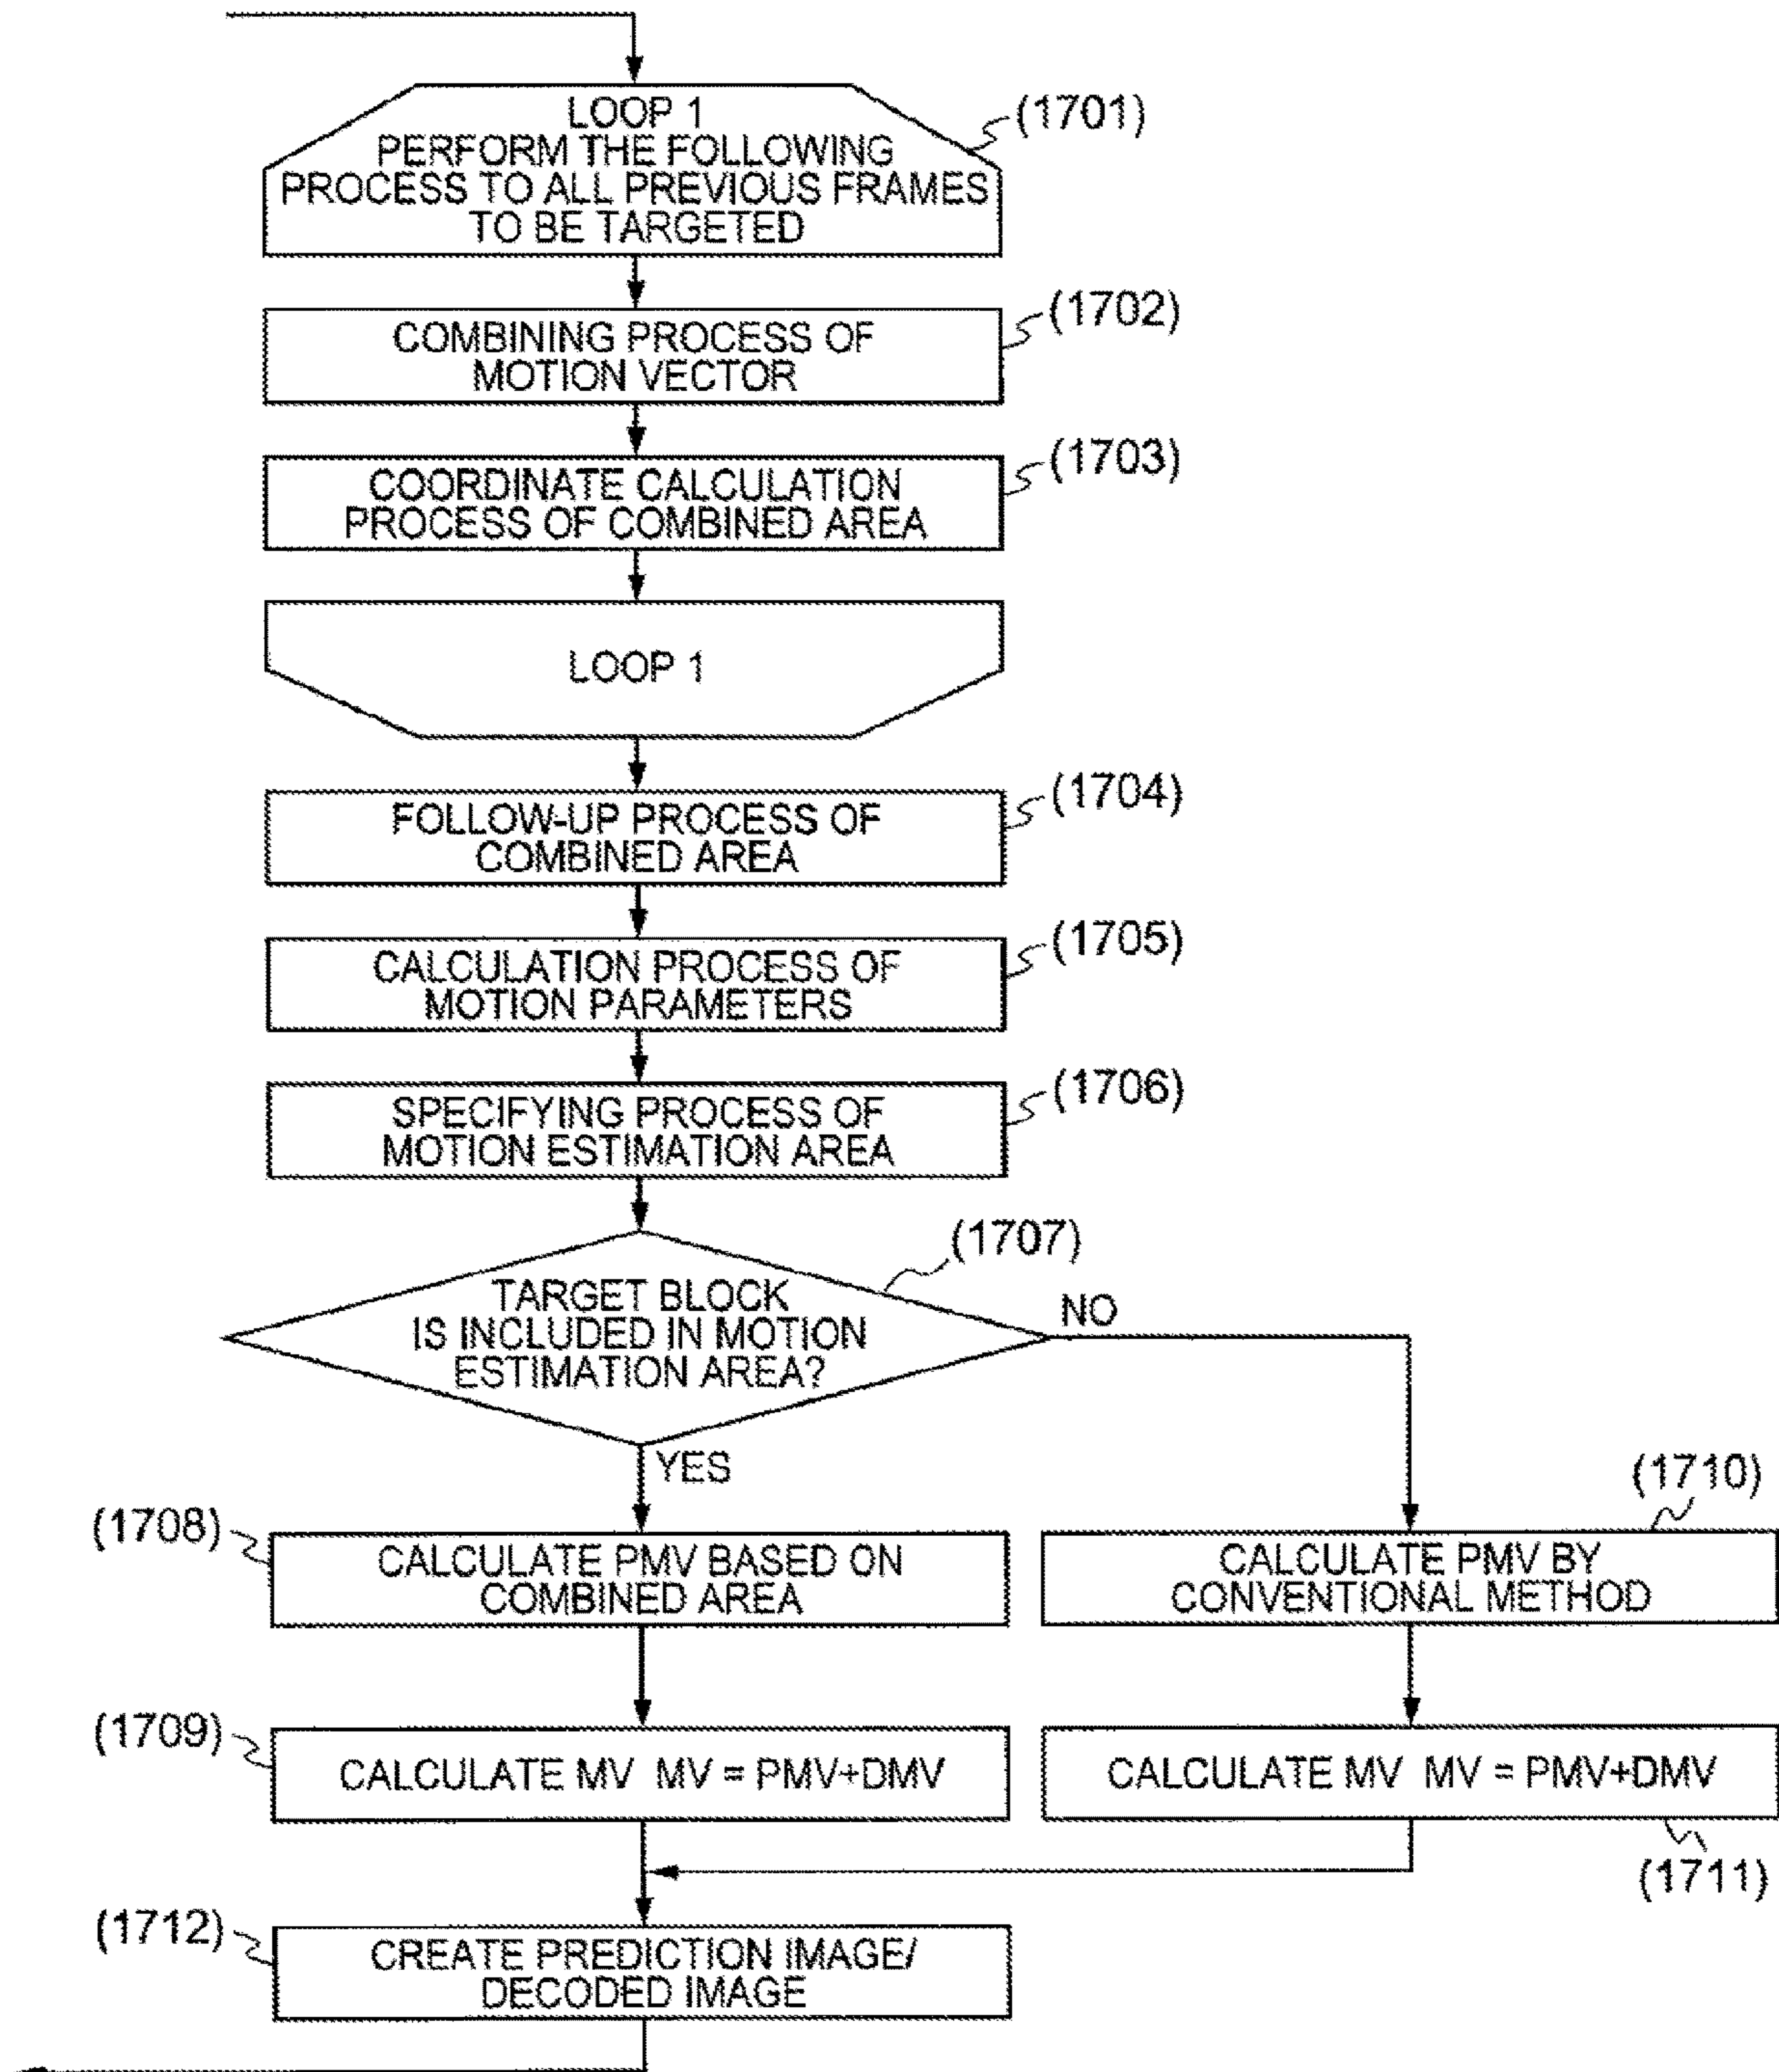 LOOP 1
PERFORM THE FOLLOWING
PROCESS TO ALL PREVIOUS FRAMES
TO BE TARGETED
(1701)
COMBINING PROCESS OF
MOTION VECTOR
(1702)
COORDINATE CALCULATION
PROCESS OF COMBINED AREA
(1703)
LOOP 1
FOLLOW-UP PROCESS OF
COMBINED AREA
(1704)
CALCULATION PROCESS OF
MOTION PARAMETERS
(1705)
SPECIFYING PROCESS OF
MOTION ESTIMATION AREA
(1706)
TARGET BLOCK
IS INCLUDED IN MOTION
ESTIMATION AREA?
(1707)
NO
YES
(1708)
CALCULATE PMV BASED ON
COMBINED AREA
(1710)
CALCULATE PMV BY
CONVENTIONAL METHOD
(1709)
CALCULATE MV MV = PMV+DMV
CALCULATE MV MV = PMV+DMV
(1711)
(1712)
CREATE PREDICTION IMAGE/
DECODED IMAGE